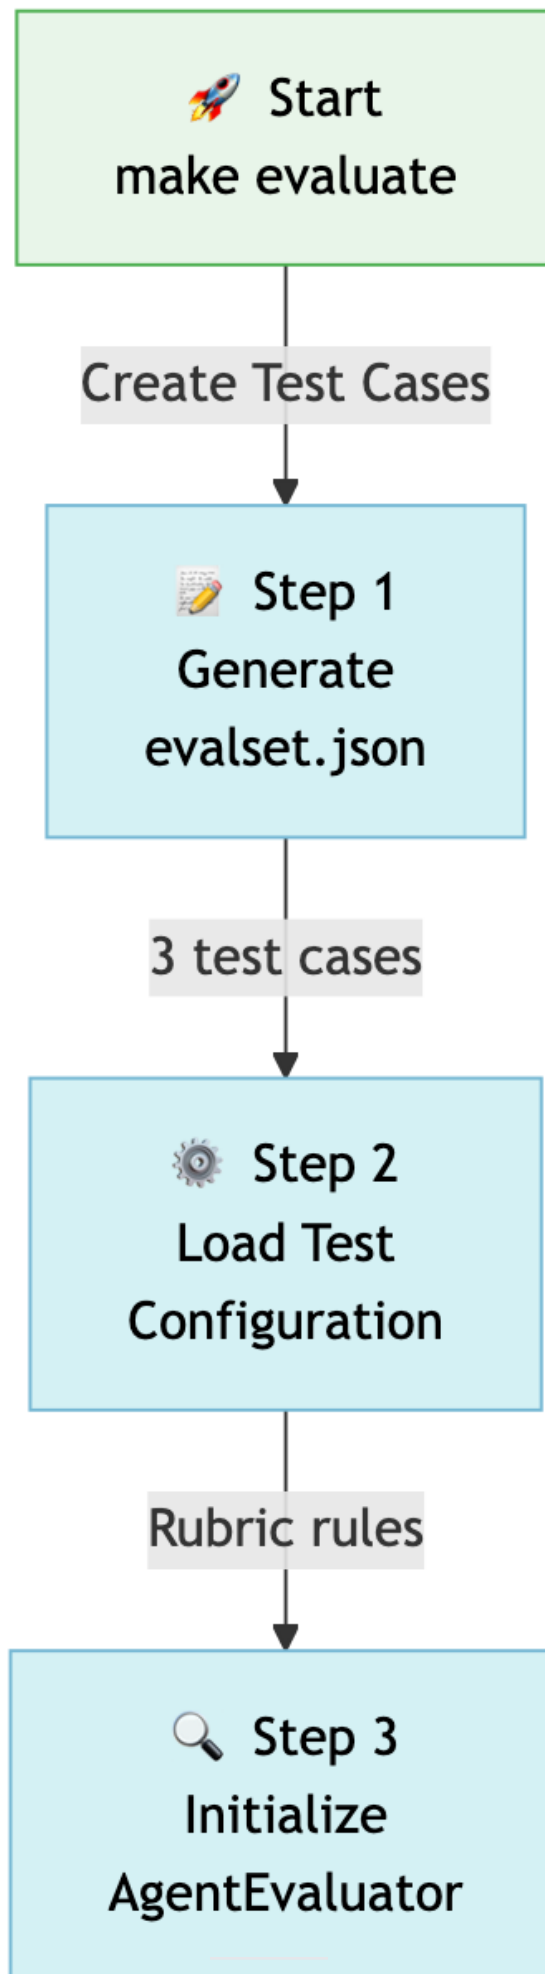 🚀 Start
make evaluate
Create Test Cases
📝 Step 1
Generate
evalset.json
3 test cases
⚙️ Step 2
Load Test
Configuration
Rubric rules
🔍 Step 3
Initialize
AgentEvaluator